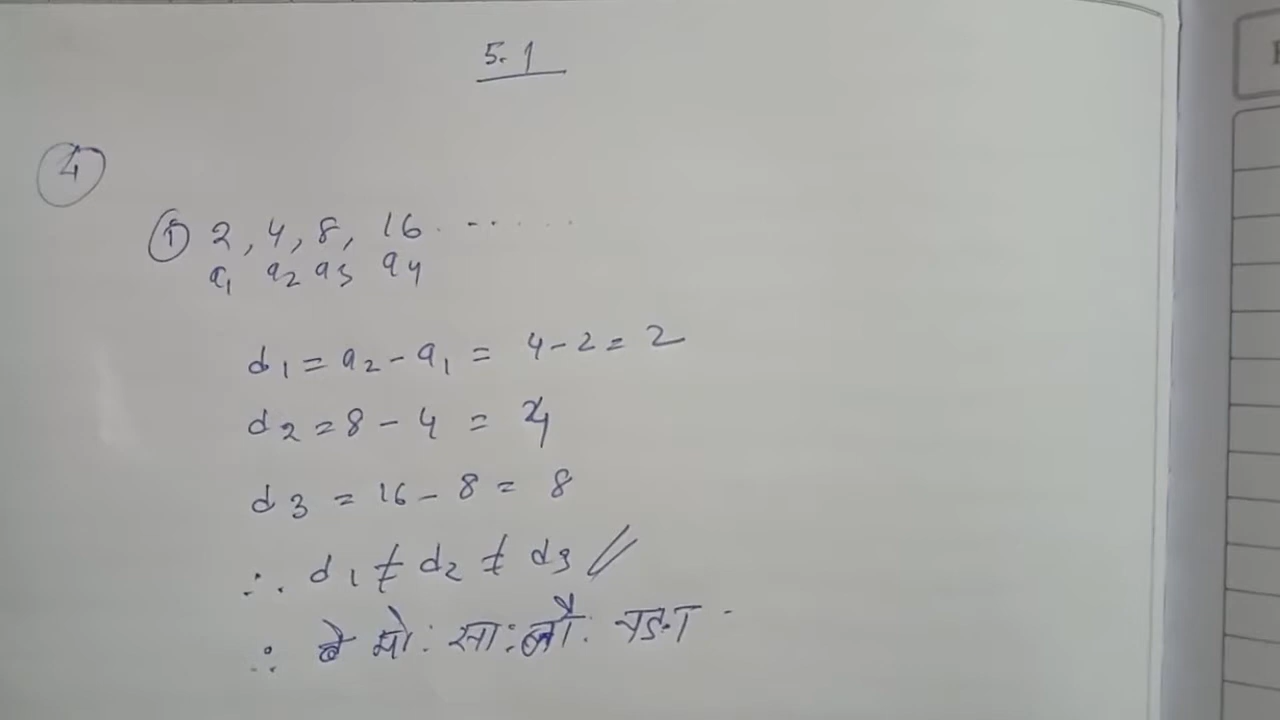 5.1
④
① 2, 4, 8, 16 .......
a1 a2 a3 a4
d1 = a2 - a1 = 4 - 2 = 2
d2 = 8 - 4 = 4
d3 = 16 - 8 = 8
∴ d1 ≠ d2 ≠ d3 //
∴ बे यो: